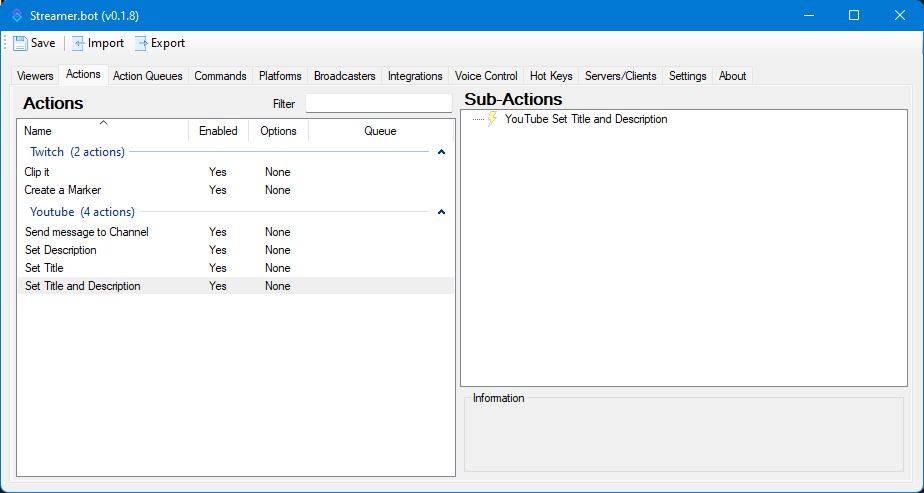 Streamer.bot (v0.1.8)
Save Import Export
Viewers Actions Action Queues Commands Platforms Broadcasters Integrations Voice Control Hot Keys Servers/Clients Settings About
Actions Filter
Name Enabled Options Queue
Twitch (2 actions)
Clip it Yes None
Create a Marker Yes None
Youtube (4 actions)
Send message to Channel Yes None
Set Description Yes None
Set Title Yes None
Set Title and Description Yes None
Sub-Actions
YouTube Set Title and Description
Information